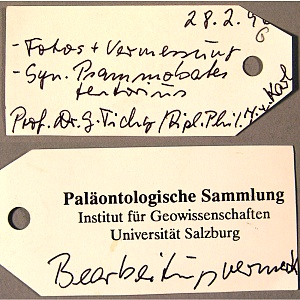 28.2.96
- Fotos + Vermessung
- Syn. Psammobates
tentorius
Prof. Dr. G. Tichy / Dipl. Phil. H.-V. Karl
Paläontologische Sammlung
Institut für Geowissenschaften
Universität Salzburg
Bearbeitungsvermerk